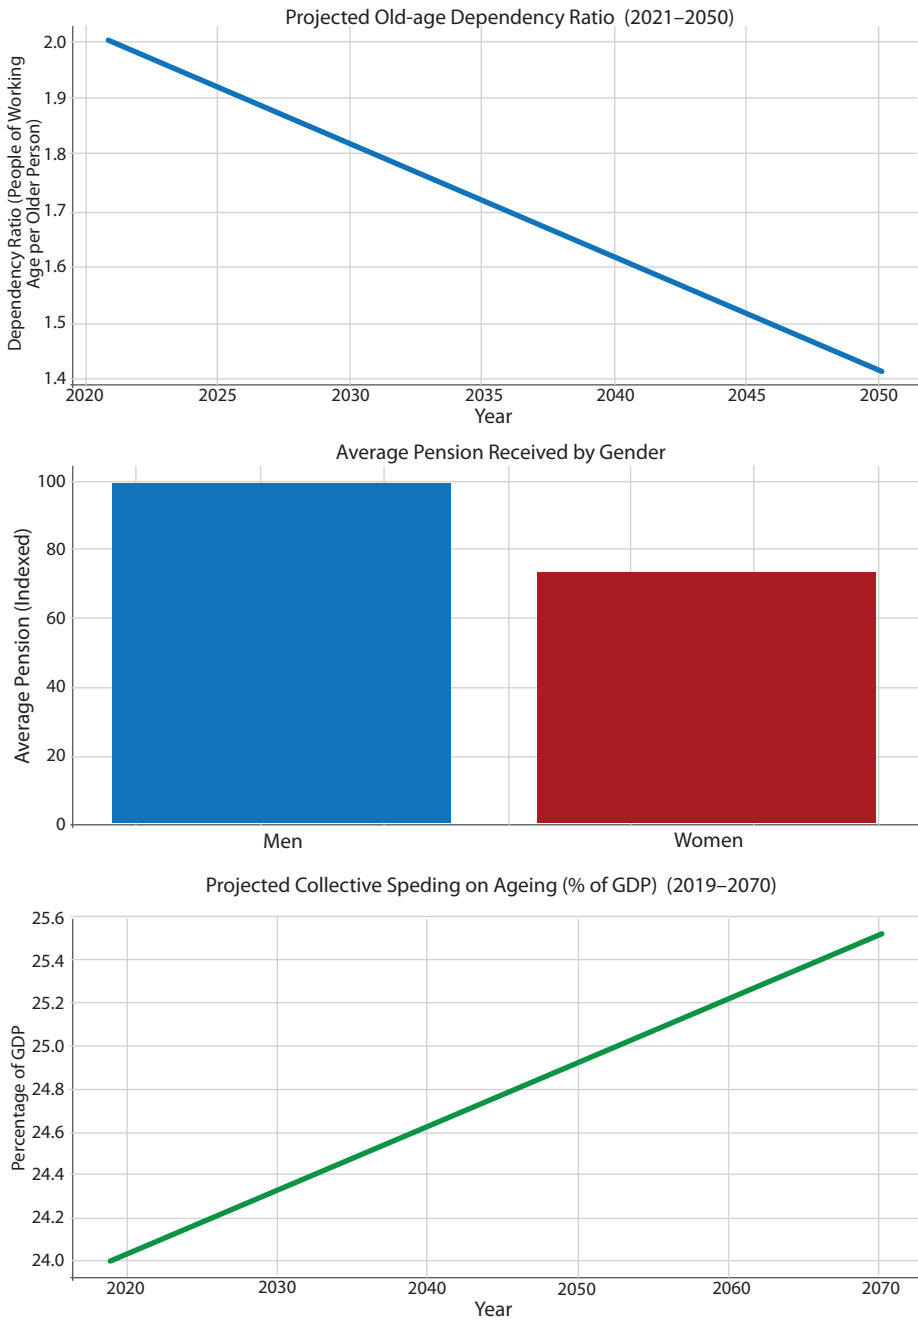 Projected Old-age Dependency Ratio (2021–2050)
Dependency Ratio (People of Working
Age per Older Person)
2.0
1.9
1.8
1.7
1.6
1.5
1.4
2020 2025 2030 2035 2040 2045 2050
Year
Average Pension Received by Gender
Average Pension (Indexed)
100
80
60
40
20
0
Men Women
Projected Collective Speding on Ageing (% of GDP) (2019–2070)
Percentage of GDP
25.6
25.4
25.2
25.0
24.8
24.6
24.4
24.2
24.0
2020 2030 2040 2050 2060 2070
Year